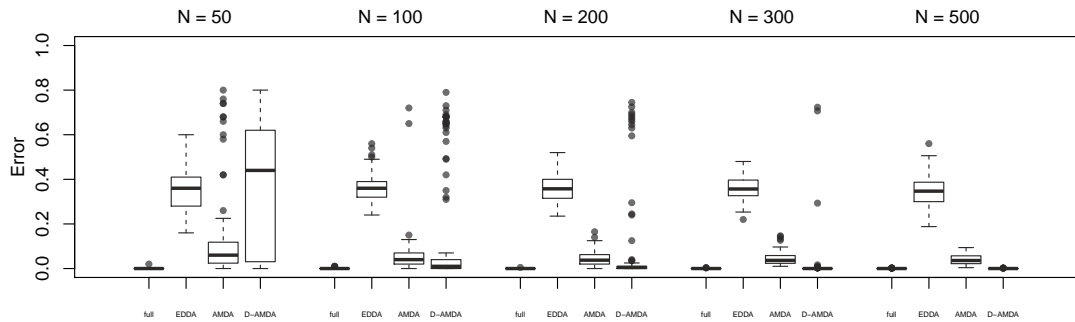 N = 50 N = 100 N = 200 N = 300 N = 500
1.0
0.8
0.6
0.4
0.2
0.0
Error
full EDDA AMDA D−AMDA full EDDA AMDA D−AMDA full EDDA AMDA D−AMDA full EDDA AMDA D−AMDA full EDDA AMDA D−AMDA